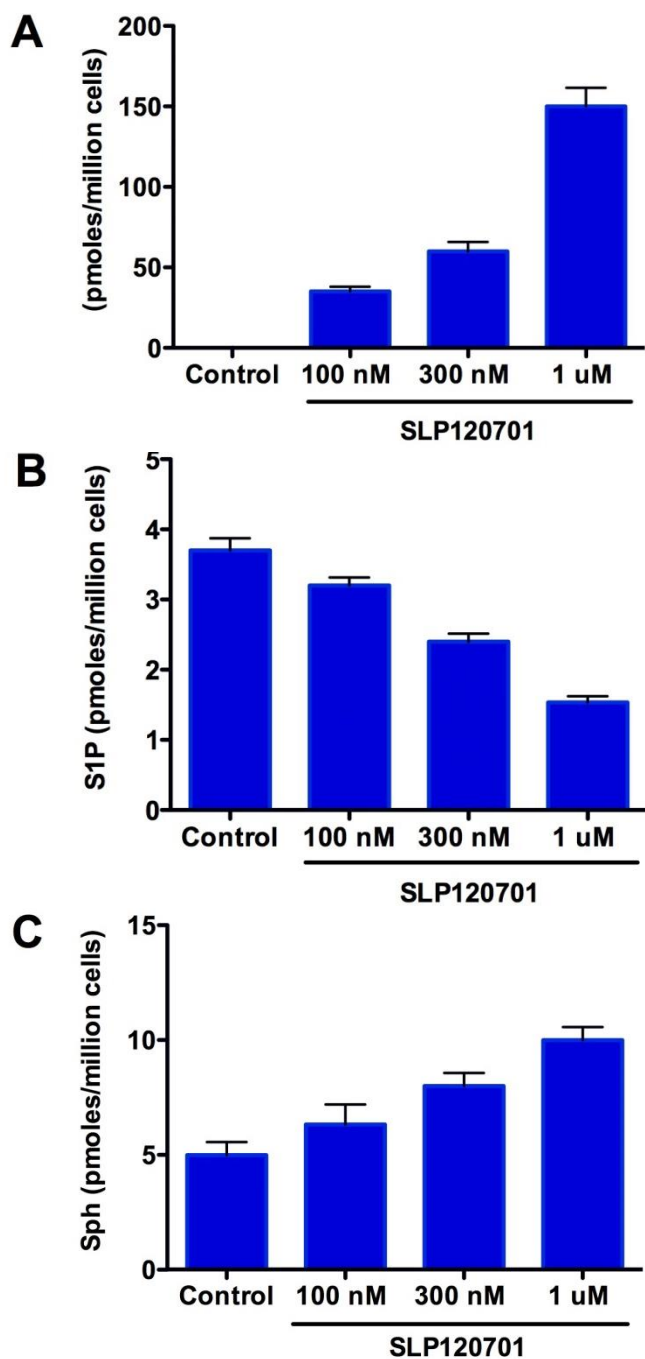 A
(pmoles/million cells)
200
150
100
50
0
Control 100 nM 300 nM 1 uM
SLP120701
B
S1P (pmoles/million cells)
5
4
3
2
1
0
Control 100 nM 300 nM 1 uM
SLP120701
C
Sph (pmoles/million cells)
15
10
5
0
Control 100 nM 300 nM 1 uM
SLP120701